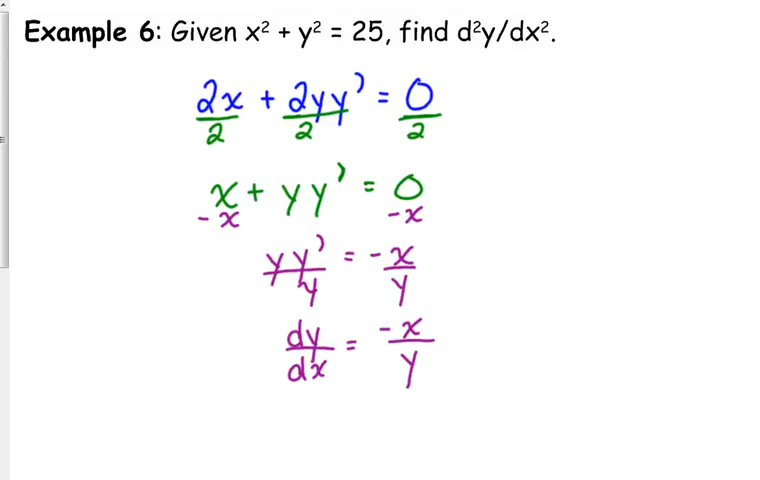 Example 6: Given x² + y² = 25, find d²y/dx².
2x/2 + 2yy'/2 = 0/2
x + yy' = 0
-x -x
yy'/y = -x/y
dy/dx = -x/y